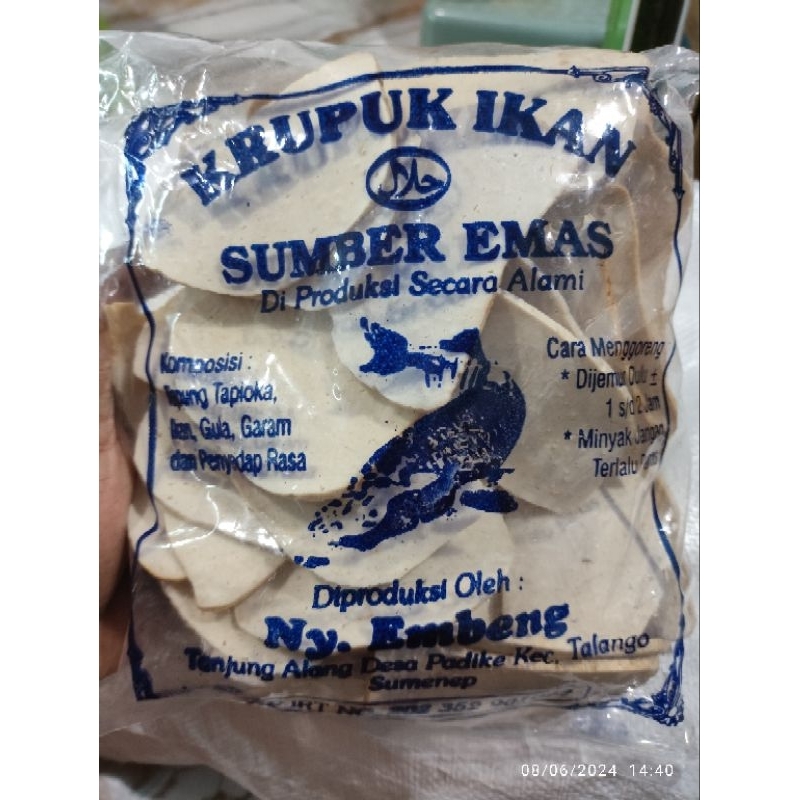 KRUPUK IKAN
حلال
SUMBER EMAS
Di Produksi Secara Alami
Komposisi :
Tepung Tapioka,
Ikan, Gula, Garam
dan Penyedap Rasa
Cara Menggoreng
* Dijemur Dulu ±
1 s/d 2 Jam
* Minyak Jangan
Terlalu
Diproduksi Oleh :
Ny. Embeng
Tanjung Alang Desa Padike Kec. Talango
Sumenep
08/06/2024 14:40